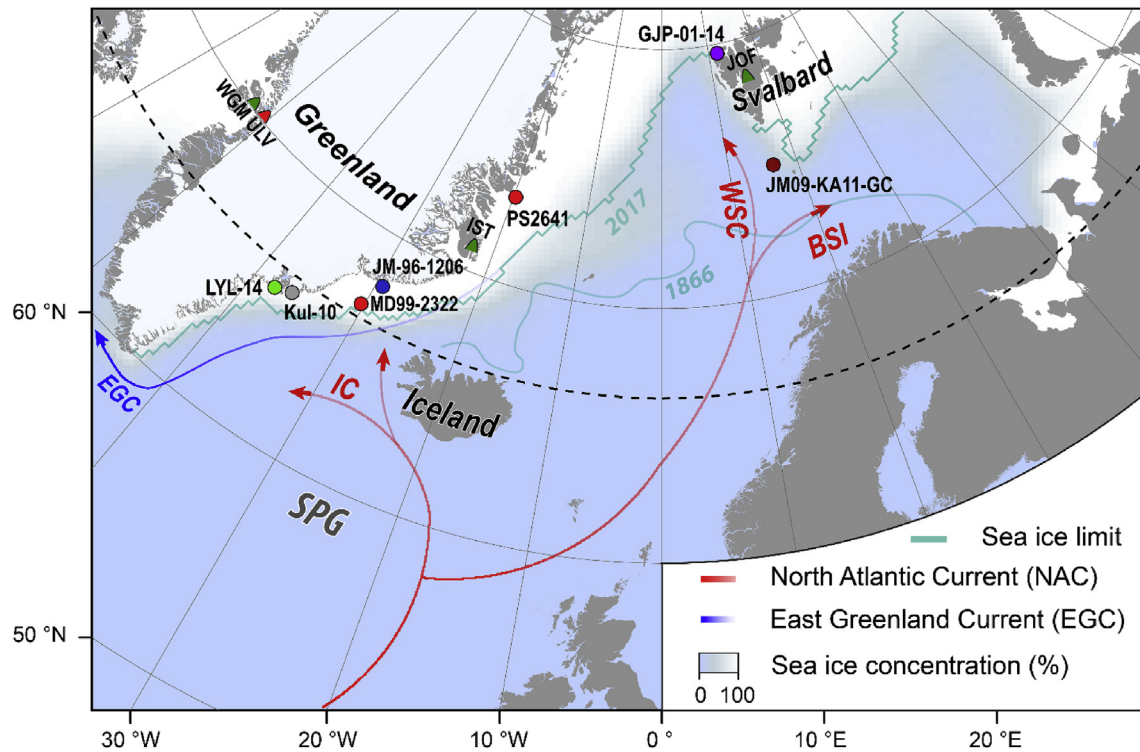 GJP-01-14
JOF
Svalbard
WGM ULV
Greenland
JM09-KA11-GC
WSC
PS2641
2017
BSI
IST
JM-96-1206
1866
LYL-14
MD99-2322
Kul-10
60 °N
EGC
IC
Iceland
SPG
Sea ice limit
North Atlantic Current (NAC)
East Greenland Current (EGC)
50 °N
Sea ice concentration (%)
0 100
30 °W
20 °W
10 °W
0 °
10 °E
20 °E